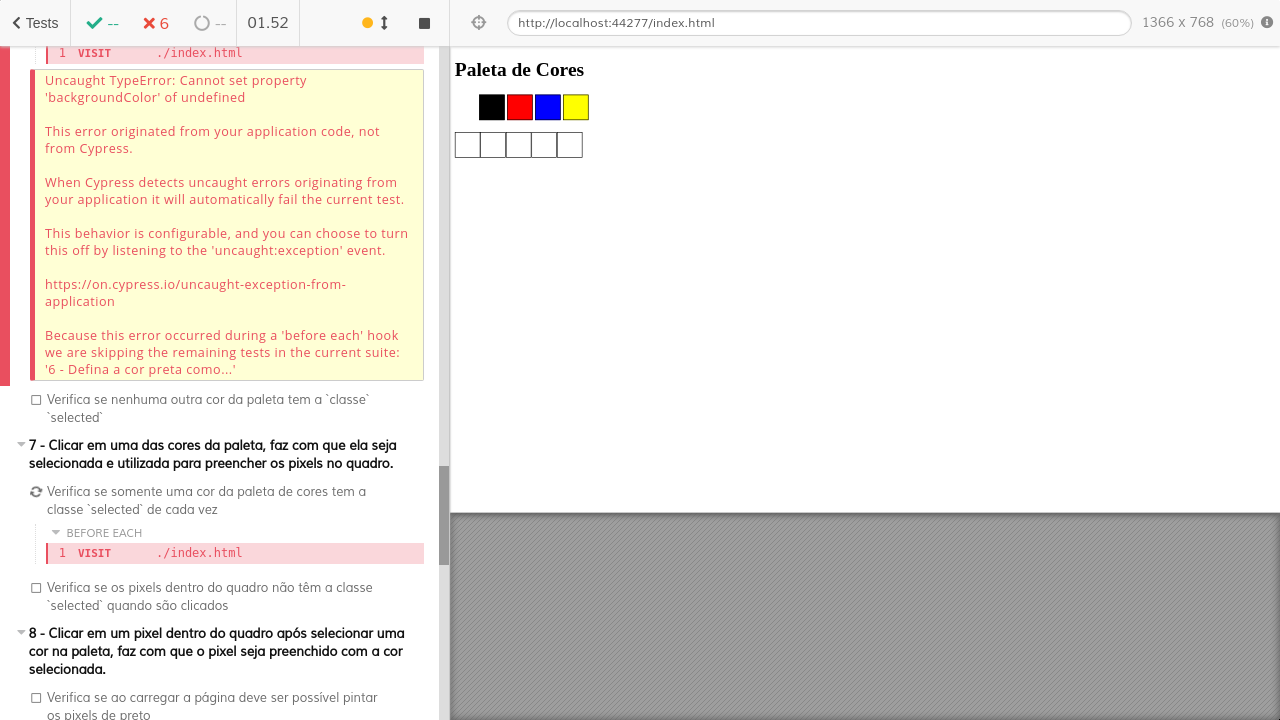 Tests
--
6
--
01.52
http://localhost:44277/index.html
1366 x 768 (60%)
1 VISIT ./index.html
Uncaught TypeError: Cannot set property
'backgroundColor' of undefined
This error originated from your application code, not
from Cypress.
When Cypress detects uncaught errors originating from
your application it will automatically fail the current test.
This behavior is configurable, and you can choose to turn
this off by listening to the 'uncaught:exception' event.
https://on.cypress.io/uncaught-exception-from-
application
Because this error occurred during a 'before each' hook
we are skipping the remaining tests in the current suite:
'6 - Defina a cor preta como...'
Verifica se nenhuma outra cor da paleta tem a `classe`
`selected`
7 - Clicar em uma das cores da paleta, faz com que ela seja
selecionada e utilizada para preencher os pixels no quadro.
Verifica se somente uma cor da paleta de cores tem a
classe `selected` de cada vez
BEFORE EACH
1 VISIT ./index.html
Verifica se os pixels dentro do quadro não têm a classe
`selected` quando são clicados
8 - Clicar em um pixel dentro do quadro após selecionar uma
cor na paleta, faz com que o pixel seja preenchido com a cor
selecionada.
Verifica se ao carregar a página deve ser possível pintar
os pixels de preto
Paleta de Cores